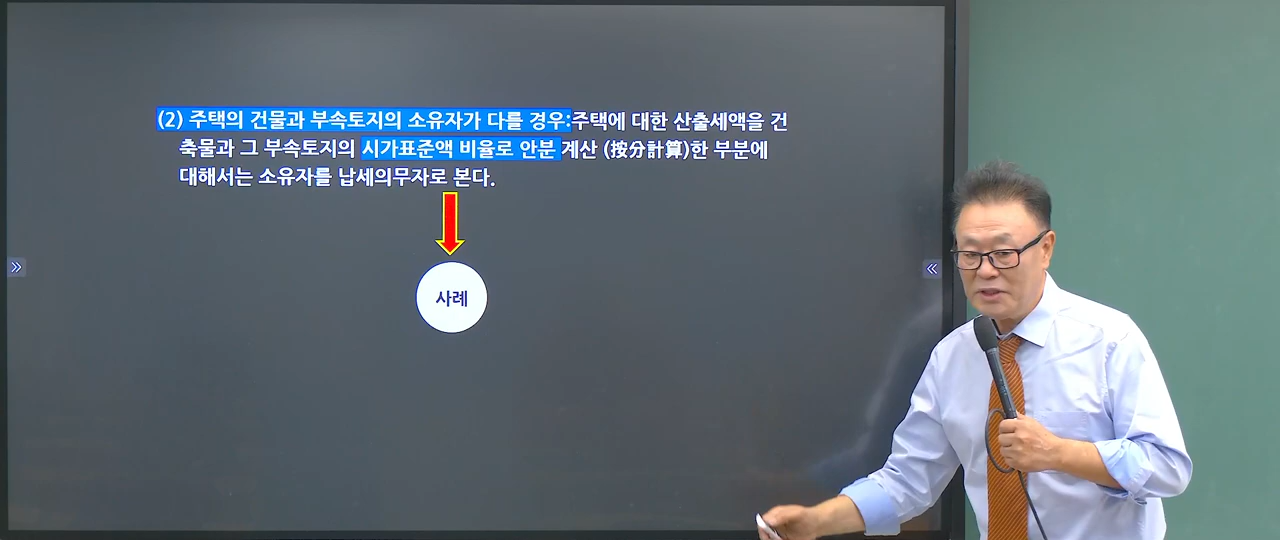 (2) 주택의 건물과 부속토지의 소유자가 다를 경우:주택에 대한 산출세액을 건
축물과 그 부속토지의 시가표준액 비율로 안분 계산 (按分計算)한 부분에
대해서는 소유자를 납세의무자로 본다.
사례